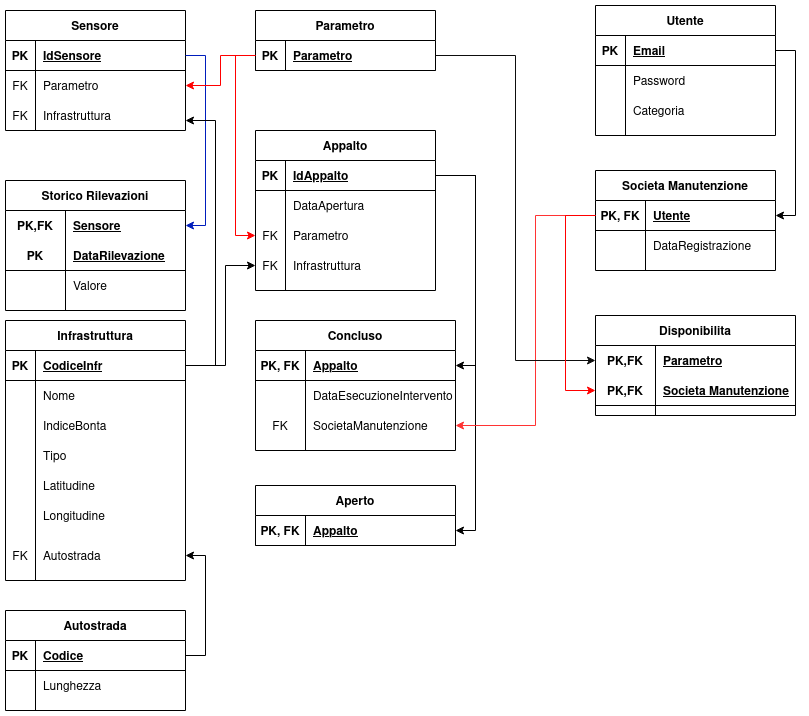 Sensore
PK IdSensore
FK Parametro
FK Infrastruttura
Storico Rilevazioni
PK,FK Sensore
PK DataRilevazione
Valore
Infrastruttura
PK CodiceInfr
Nome
IndiceBonta
Tipo
Latitudine
Longitudine
FK Autostrada
Autostrada
PK Codice
Lunghezza
Parametro
PK Parametro
Appalto
PK IdAppalto
DataApertura
FK Parametro
FK Infrastruttura
Concluso
PK, FK Appalto
DataEsecuzioneIntervento
FK SocietaManutenzione
Aperto
PK, FK Appalto
Utente
PK Email
Password
Categoria
Societa Manutenzione
PK, FK Utente
DataRegistrazione
Disponibilita
PK,FK Parametro
PK,FK Societa Manutenzione